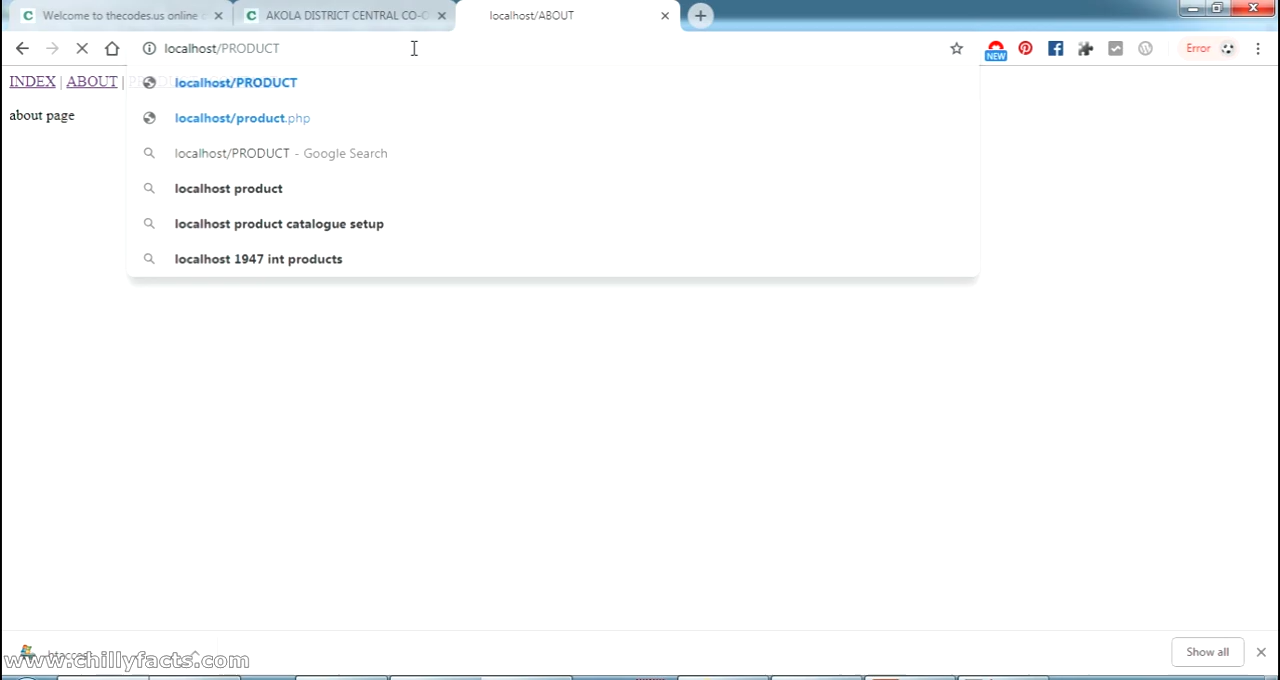 Welcome to thecodes.us online
AKOLA DISTRICT CENTRAL CO-
localhost/ABOUT
localhost/PRODUCT
NEW
Error
INDEX | ABOUT |
localhost/PRODUCT
about page
localhost/product.php
localhost/PRODUCT - Google Search
localhost product
localhost product catalogue setup
localhost 1947 int products
Show all
www.chillyfacts.com